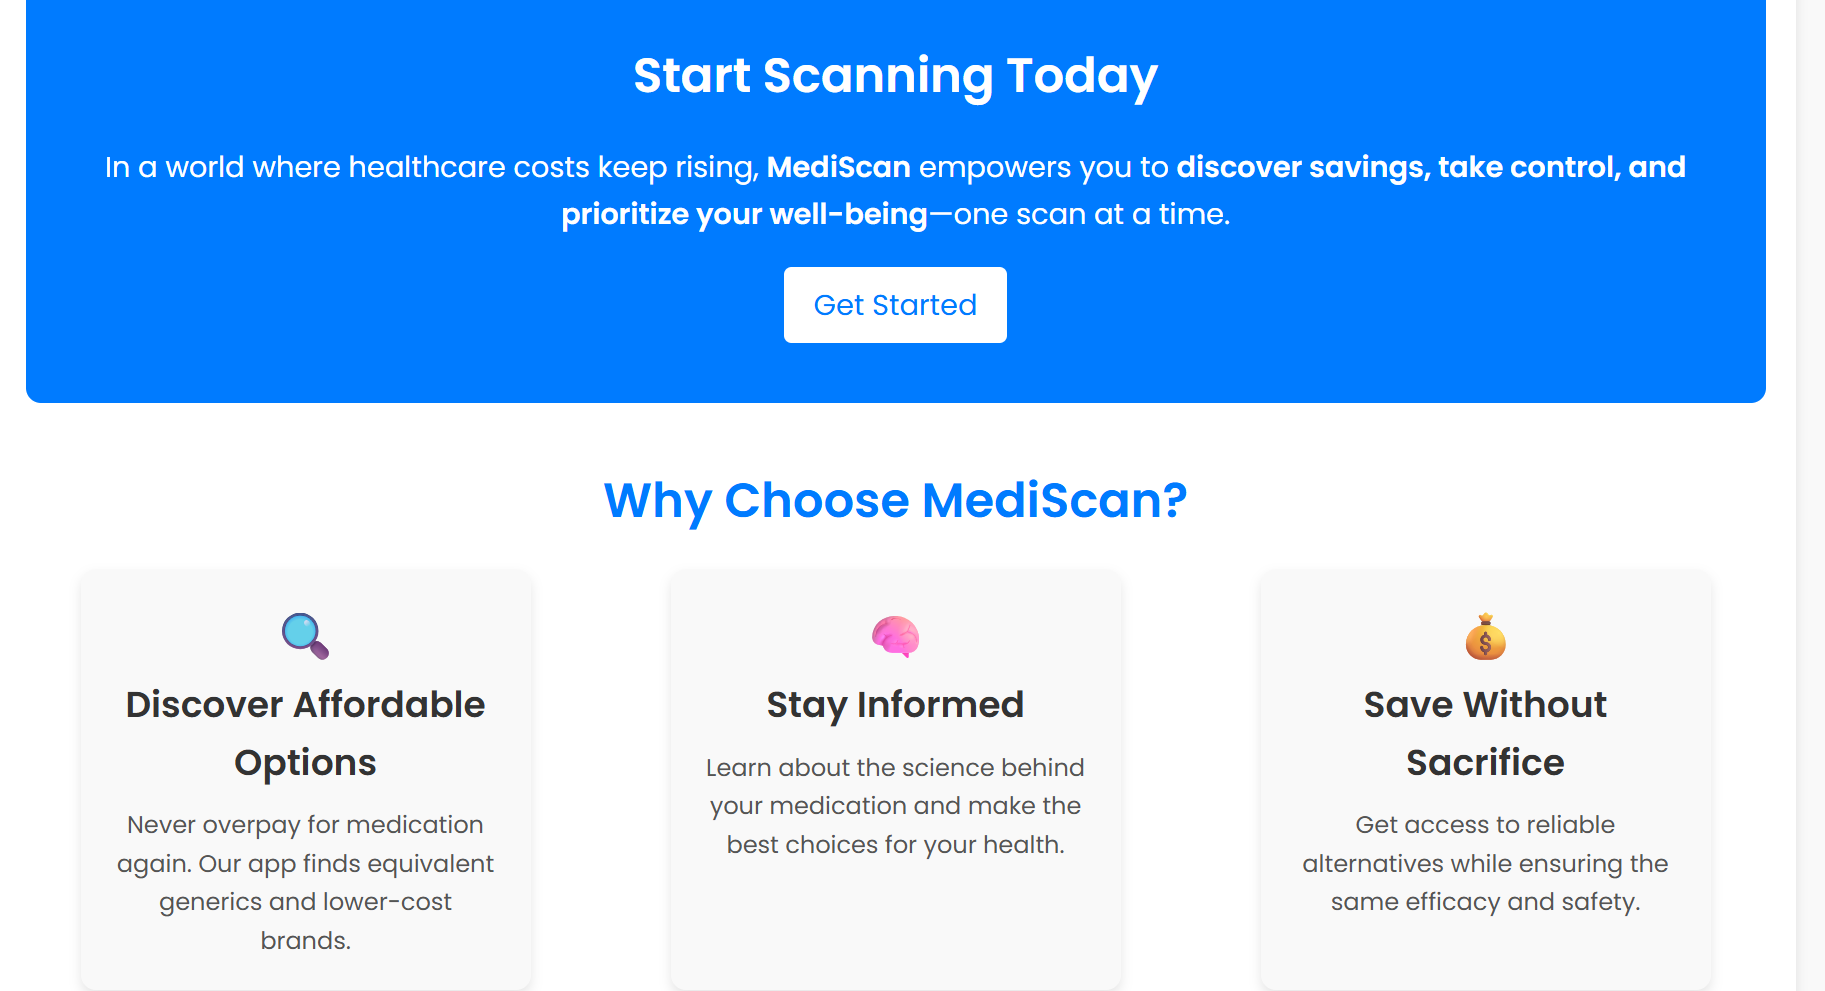 Start Scanning Today
In a world where healthcare costs keep rising, MediScan empowers you to discover savings, take control, and
prioritize your well-being—one scan at a time.
Get Started
Why Choose MediScan?
Discover Affordable
Options
Never overpay for medication
again. Our app finds equivalent
generics and lower-cost
brands.
Stay Informed
Learn about the science behind
your medication and make the
best choices for your health.
$
Save Without
Sacrifice
Get access to reliable
alternatives while ensuring the
same efficacy and safety.